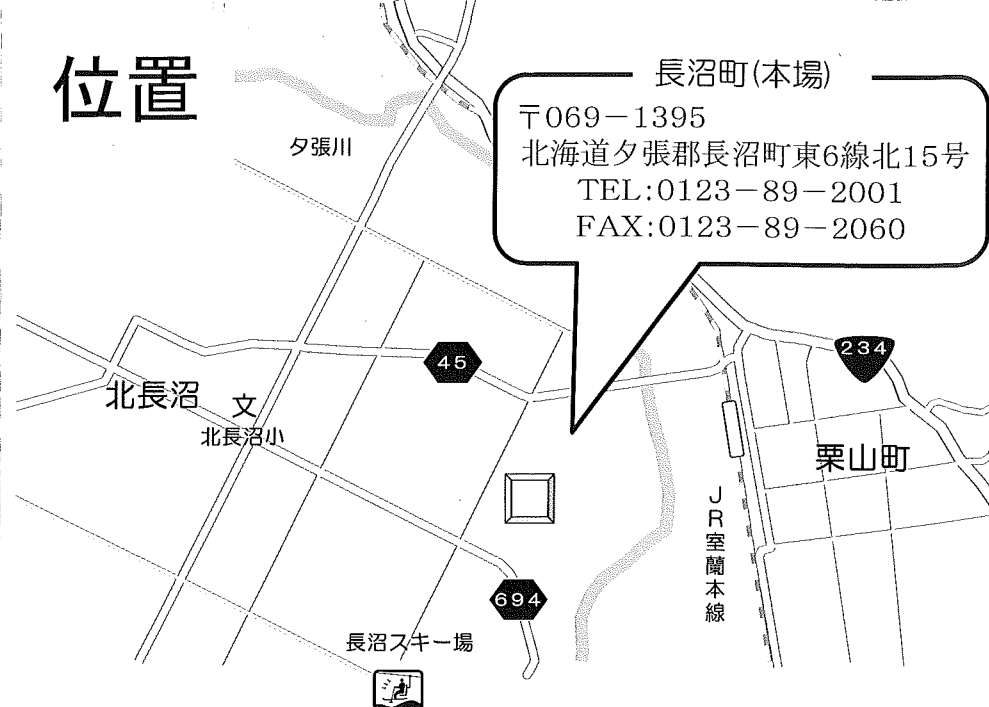 位置
長沼町(本場)
〒069－1395
北海道夕張郡長沼町東6線北15号
TEL:0123－89－2001
FAX:0123－89－2060
夕張川
45
234
北長沼
文
北長沼小
栗山町
JR室蘭本線
694
長沼スキー場